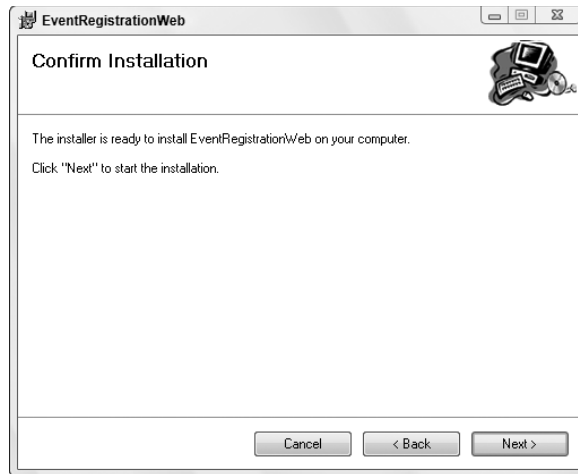 EventRegistrationWeb
Confirm Installation
The installer is ready to install EventRegistrationWeb on your computer.
Click "Next" to start the installation.
Cancel
< Back
Next >